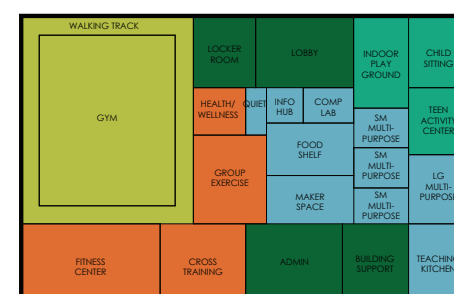 WALKING TRACK
GYM
LOCKER
ROOM
LOBBY
INDOOR
PLAY
GROUND
CHILD
SITTING
HEALTH/
WELLNESS
QUIET
INFO
HUB
COMP
LAB
TEEN
ACTIVITY
CENTER
SM
MULTI-
PURPOSE
FOOD
SHELF
SM
MULTI-
PURPOSE
GROUP
EXERCISE
MAKER
SPACE
SM
MULTI-
PURPOSE
LG
MULTI-
PURPOSE
FITNESS
CENTER
CROSS
TRAINING
ADMIN
BUILDING
SUPPORT
TEACHING
KITCHEN